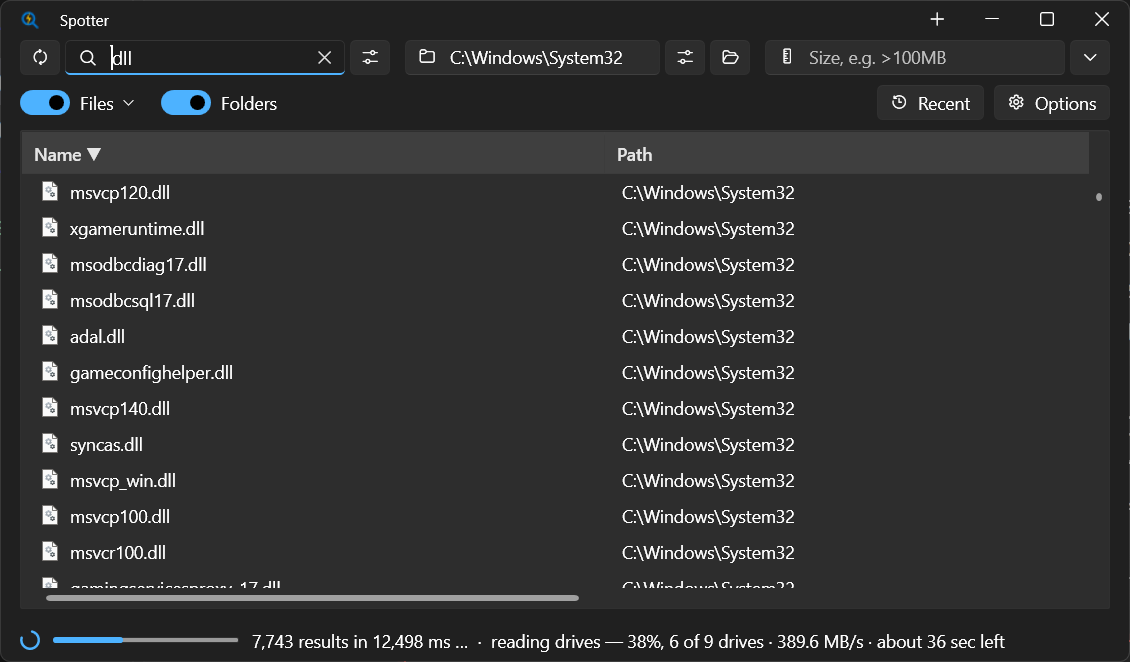 Spotter
dll C:\Windows\System32 Size, e.g. >100MB
Files Folders Recent Options
Name ▼ Path
msvcp120.dll C:\Windows\System32
xgameruntime.dll C:\Windows\System32
msodbcdiag17.dll C:\Windows\System32
msodbcsql17.dll C:\Windows\System32
adal.dll C:\Windows\System32
gameconfighelper.dll C:\Windows\System32
msvcp140.dll C:\Windows\System32
syncas.dll C:\Windows\System32
msvcp_win.dll C:\Windows\System32
msvcp100.dll C:\Windows\System32
msvcr100.dll C:\Windows\System32
gamingservicesproxy_17.dll C:\Windows\System32
7,743 results in 12,498 ms ... · reading drives — 38%, 6 of 9 drives · 389.6 MB/s · about 36 sec left